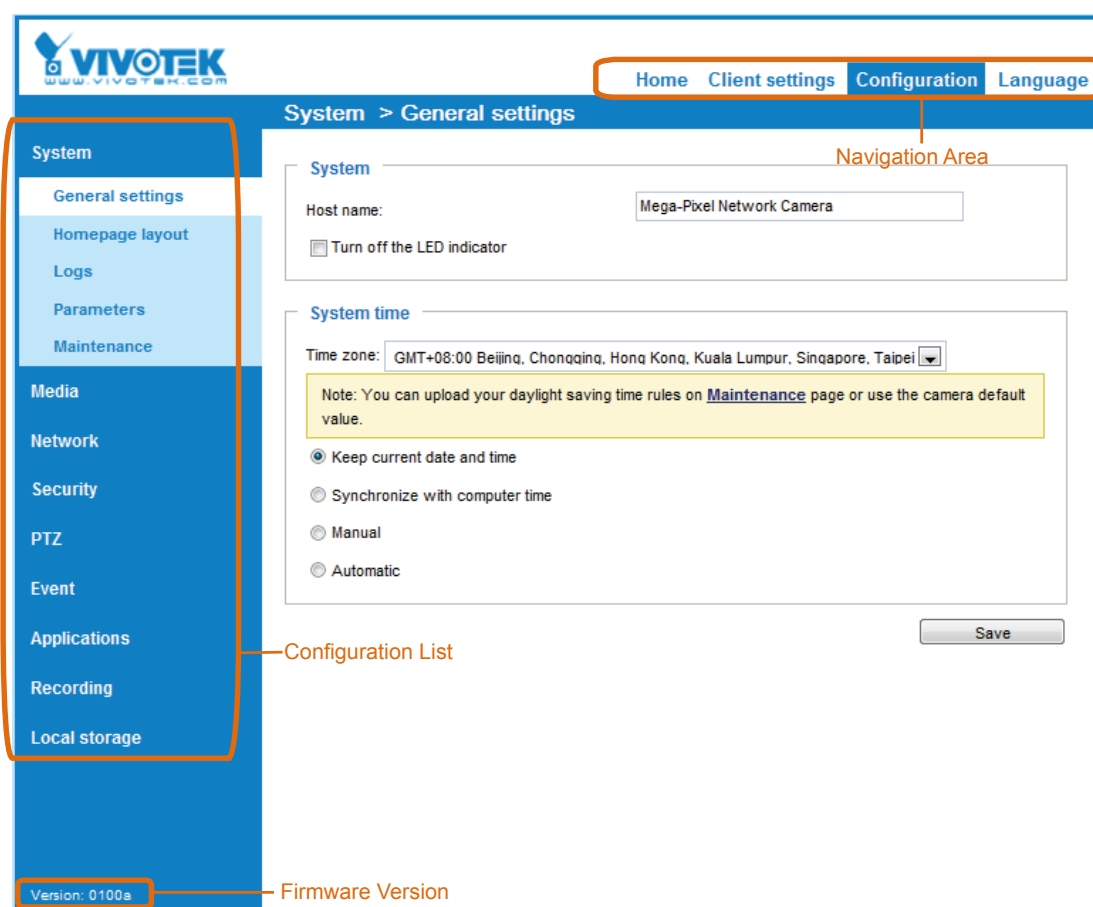 VIVOTEK
www.vivotek.com
Home Client settings Configuration Language
System > General settings
Navigation Area
System
General settings
Homepage layout
Logs
Parameters
Maintenance
Media
Network
Security
PTZ
Event
Applications
Recording
Local storage
Configuration List
Version: 0100a
Firmware Version
System
Host name: Mega-Pixel Network Camera
Turn off the LED indicator
System time
Time zone: GMT+08:00 Beijing, Chongqing, Hong Kong, Kuala Lumpur, Singapore, Taipei
Note: You can upload your daylight saving time rules on Maintenance page or use the camera default
value.
Keep current date and time
Synchronize with computer time
Manual
Automatic
Save